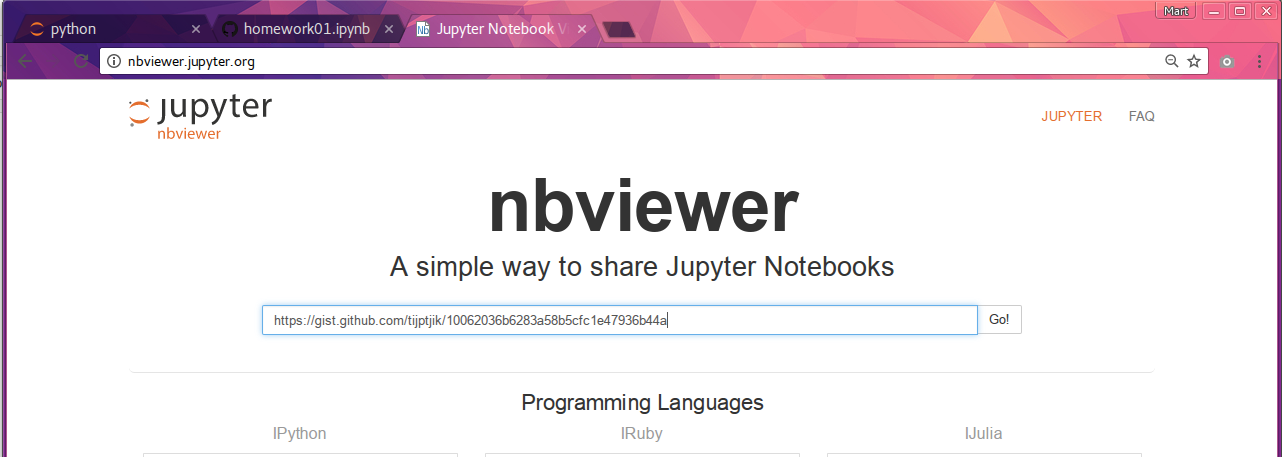 Mart
python
homework01.ipynb
Jupyter Notebook Vi
nbviewer.jupyter.org
jupyter
nbviewer
JUPYTER FAQ
nbviewer
A simple way to share Jupyter Notebooks
https://gist.github.com/tijptjik/10062036b6283a58b5cfc1e47936b44a Go!
Programming Languages
IPython IRuby IJulia